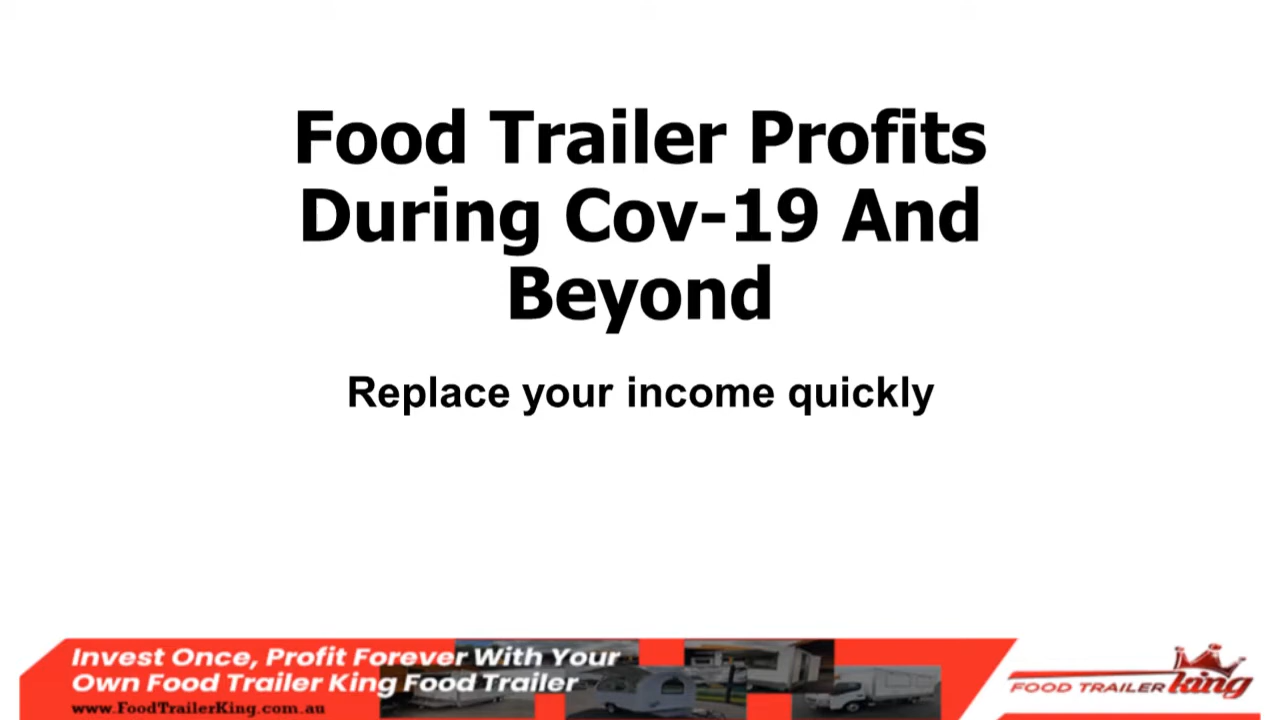 Food Trailer Profits
During Cov-19 And
Beyond
Replace your income quickly
Invest Once, Profit Forever With Your
Own Food Trailer King Food Trailer
www.FoodTrailerKing.com.au
FOOD TRAILER king